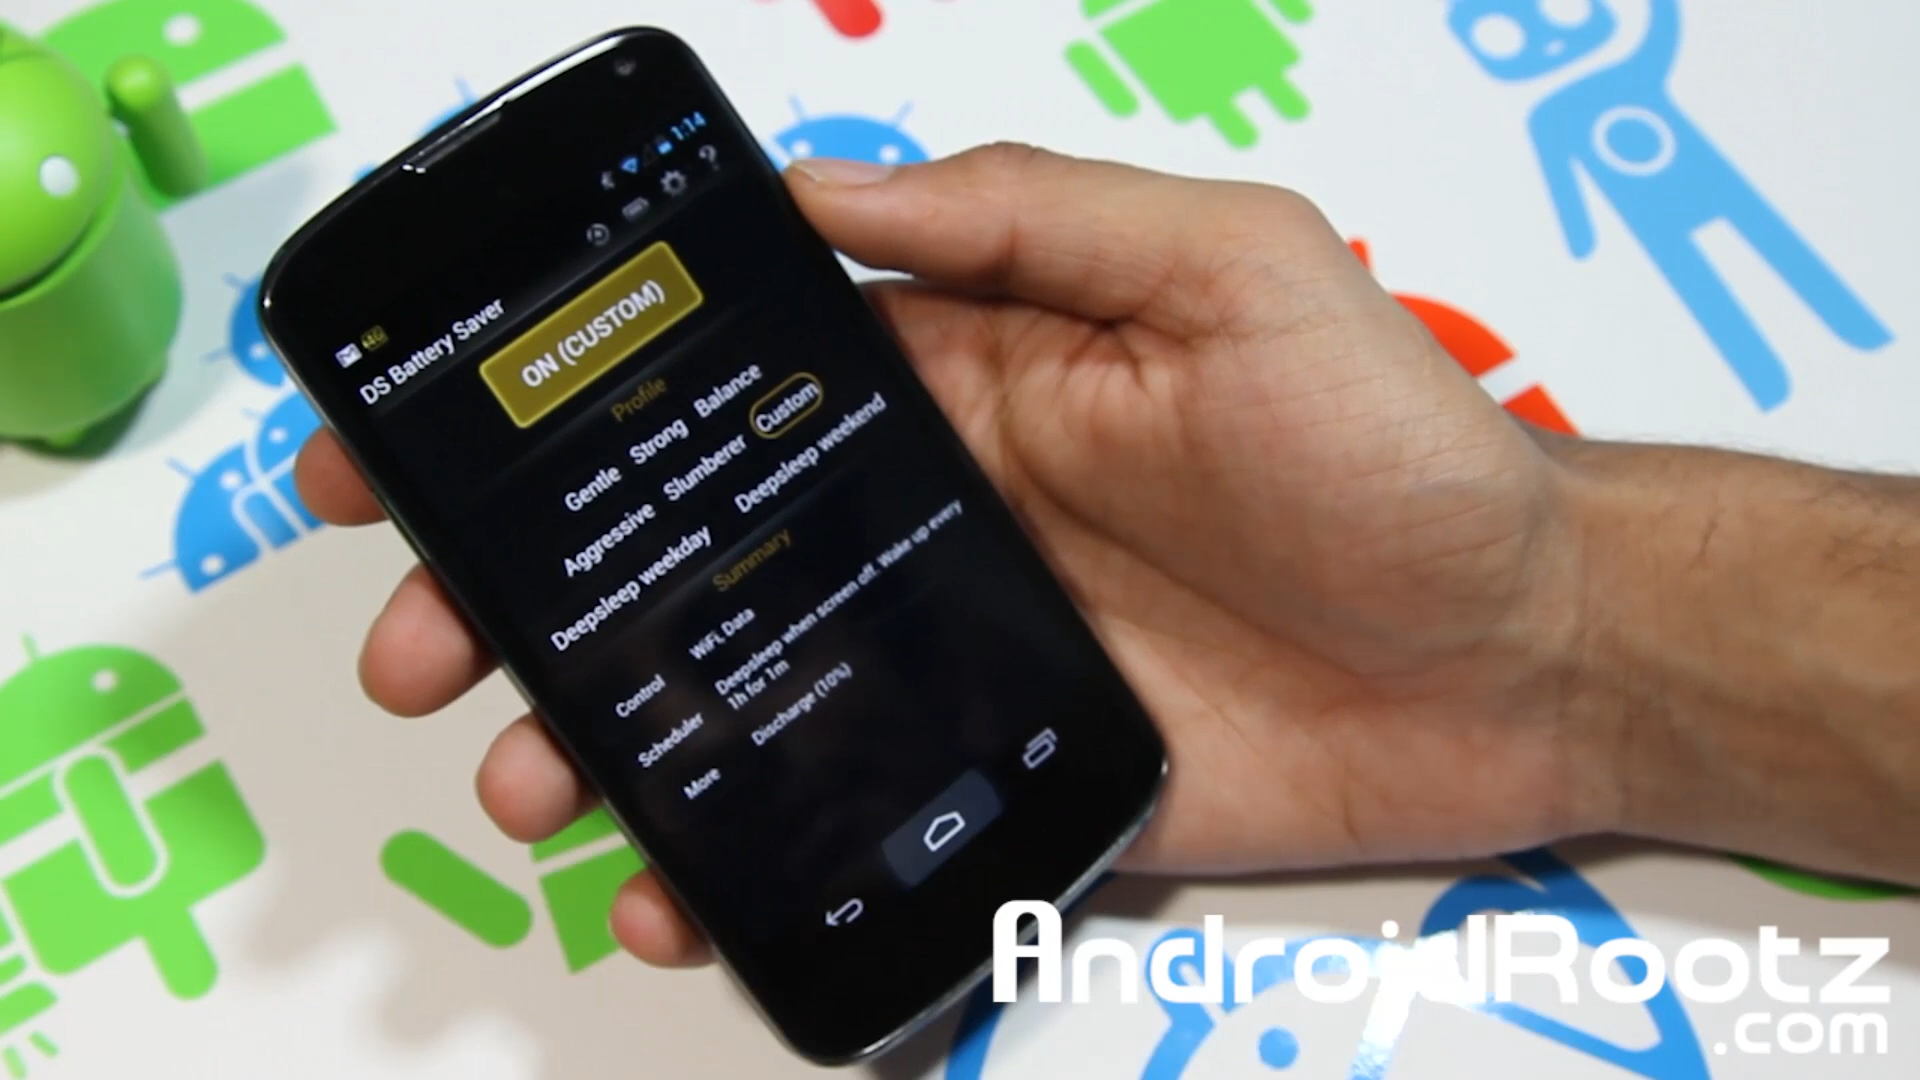 1:14
4G
DS Battery Saver
ON (CUSTOM)
Profile
Gentle Strong Balance
Aggressive Slumberer Custom
Deepsleep weekday Deepsleep weekend
Summary
Control WiFi, Data
Scheduler Deepsleep when screen off. Wake up every
1h for 1m
More Discharge (10%)
AndroidRootz
.com